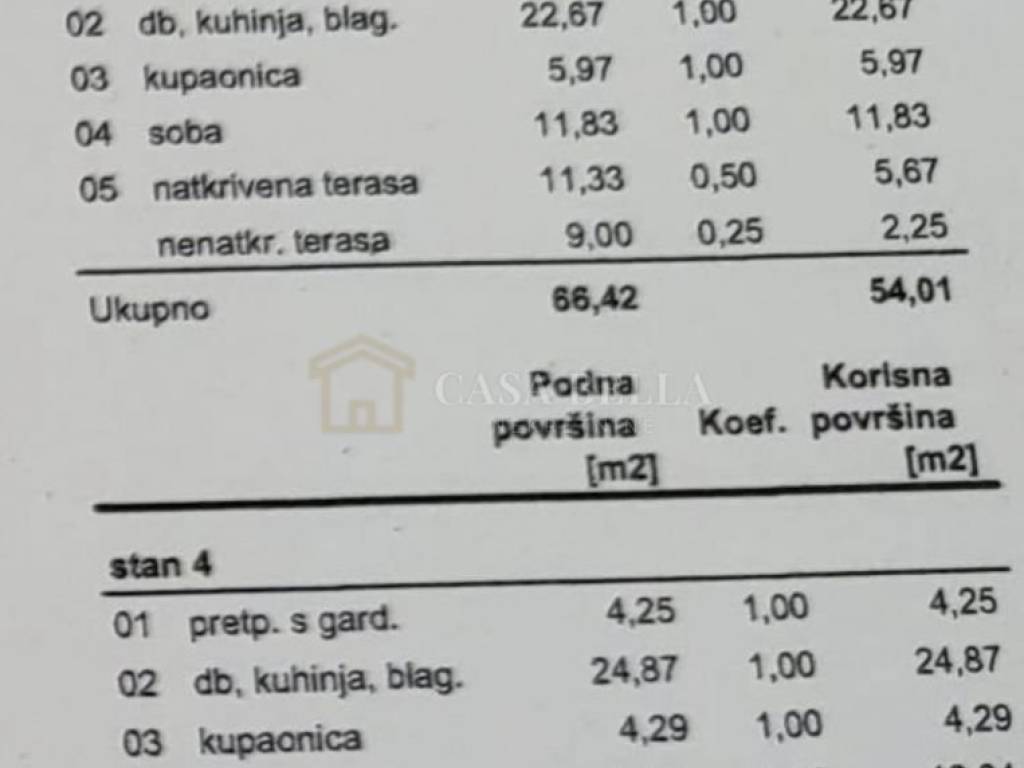 02 db, kuhinja, blag. 22,67 1,00 22,67
03 kupaonica 5,97 1,00 5,97
04 soba 11,83 1,00 11,83
05 natkrivena terasa 11,33 0,50 5,67
nenatkr. terasa 9,00 0,25 2,25
Ukupno 66,42 54,01
CASA BELLA
Podna Korisna
površina Koef. površina
[m2] [m2]
stan 4
01 pretp. s gard. 4,25 1,00 4,25
02 db, kuhinja, blag. 24,87 1,00 24,87
03 kupaonica 4,29 1,00 4,29